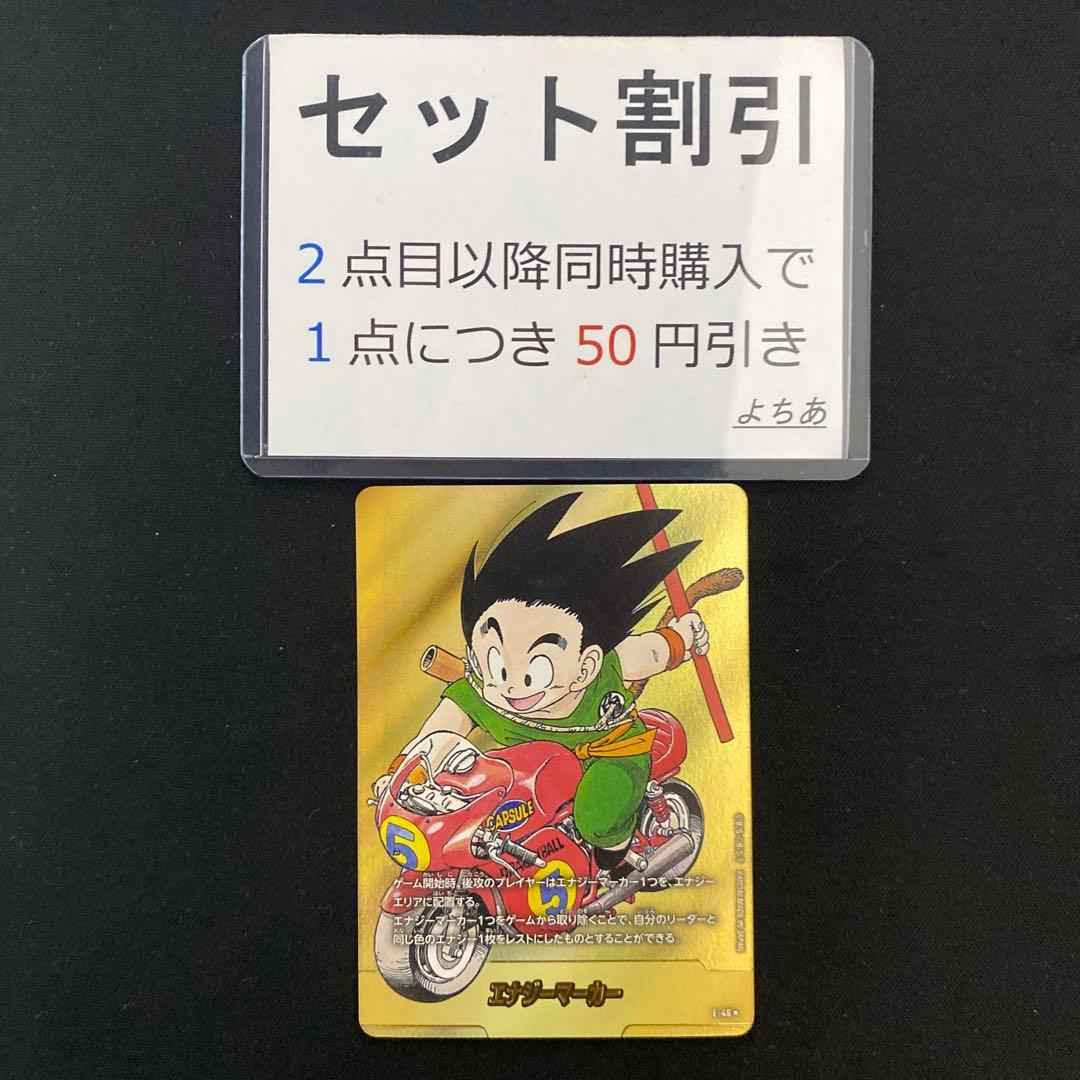 セット割引
2点目以降同時購入で
1点につき50円引き
よちあ
CAPSULE
5
DRAGONBALL
5
ゲーム開始時、後攻のプレイヤーはエナジーマーカー1つを、エナジー
エリアに配置する。
エナジーマーカー1つをゲームから取り除くことで、自分のリーダーと
同じ色のエナジー1枚をレストにしたものとすることができる
エナジーマーカー
E-46★